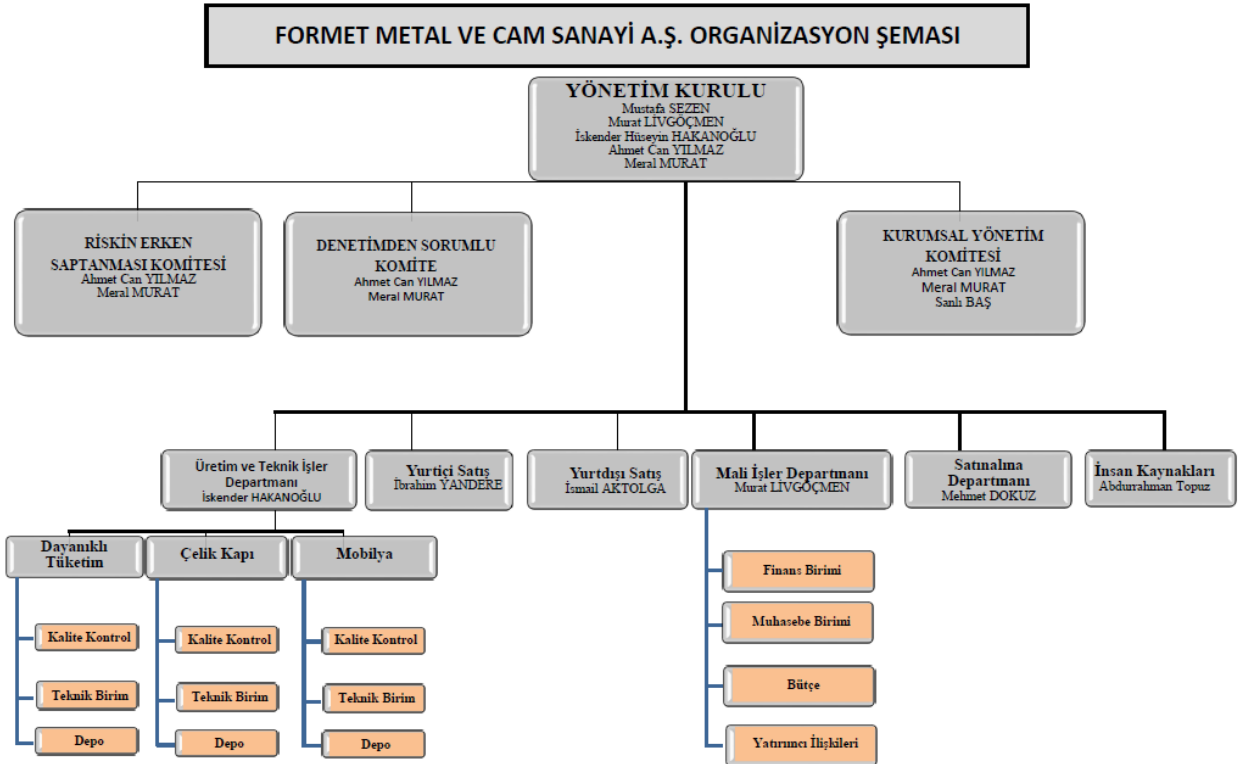 FORMET METAL VE CAM SANAYİ A.Ş. ORGANİZASYON ŞEMASI
YÖNETİM KURULU
Mustafa SEZEN
Murat LİVGÖÇMEN
İskender Hüseyin HAKANOĞLU
Ahmet Can YILMAZ
Meral MURAT
RİSKİN ERKEN
SAPTANMASI KOMİTESİ
Ahmet Can YILMAZ
Meral MURAT
DENETİMDEN SORUMLU
KOMİTE
Ahmet Can YILMAZ
Meral MURAT
KURUMSAL YÖNETİM
KOMİTESİ
Ahmet Can YILMAZ
Meral MURAT
Sanlı BAŞ
Üretim ve Teknik İşler
Departmanı
İskender HAKANOĞLU
Yurtiçi Satış
İbrahim YANDERE
Yurtdışı Satış
İsmail AKTOLGA
Mali İşler Departmanı
Murat LİVGÖÇMEN
Satınalma
Departmanı
Mehmet DOKUZ
İnsan Kaynakları
Abdurrahman Topuz
Dayanıklı
Tüketim
Kalite Kontrol
Teknik Birim
Depo
Çelik Kapı
Kalite Kontrol
Teknik Birim
Depo
Mobilya
Kalite Kontrol
Teknik Birim
Depo
Finans Birimi
Muhasebe Birimi
Bütçe
Yatırımcı İlişkileri